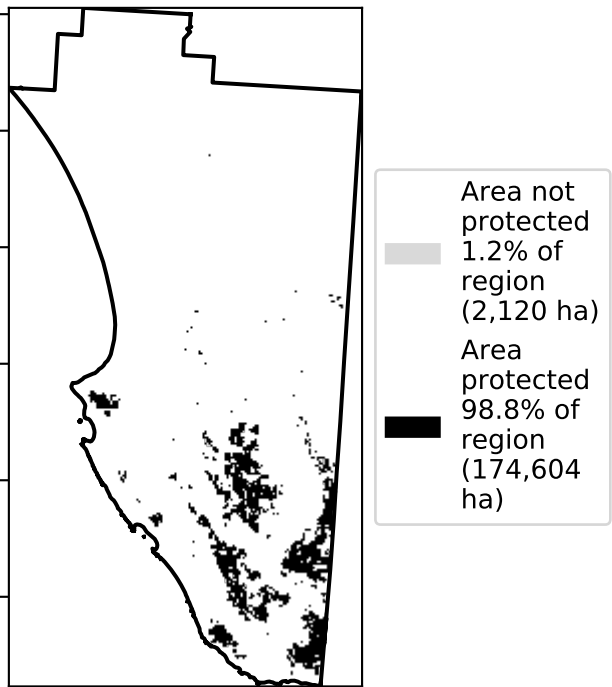 Area not
protected
1.2% of
region
(2,120 ha)
Area
protected
98.8% of
region
(174,604
ha)